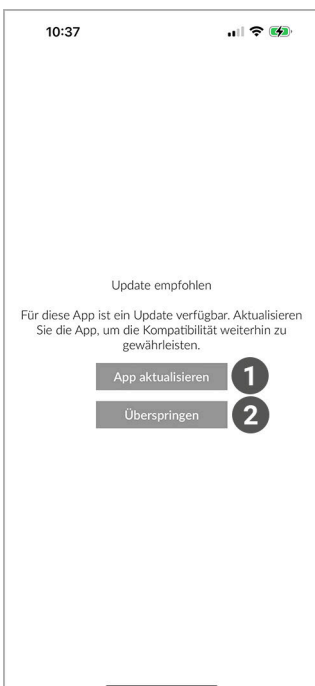 10:37
Update empfohlen
Für diese App ist ein Update verfügbar. Aktualisieren
Sie die App, um die Kompatibilität weiterhin zu
gewährleisten.
App aktualisieren 1
Überspringen 2